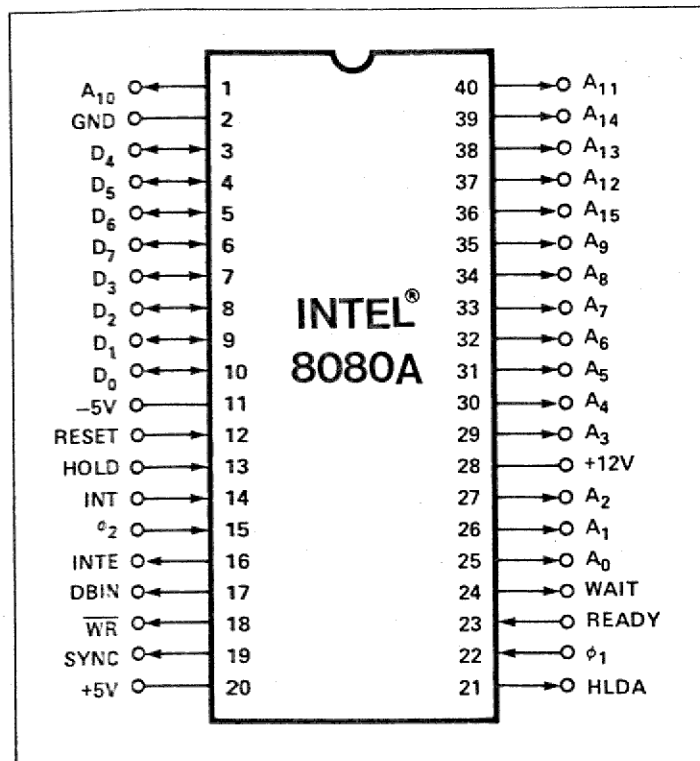 A10 1 40 A11
GND 2 39 A14
D4 3 38 A13
D5 4 37 A12
D6 5 36 A15
D7 6 35 A9
D3 7 34 A8
D2 8 33 A7
D1 9 32 A6
D0 10 31 A5
–5V 11 30 A4
RESET 12 29 A3
HOLD 13 28 +12V
INT 14 27 A2
ϕ2 15 26 A1
INTE 16 25 A0
DBIN 17 24 WAIT
W̅R̅ 18 23 READY
SYNC 19 22 ϕ1
+5V 20 21 HLDA
INTEL®
8080A